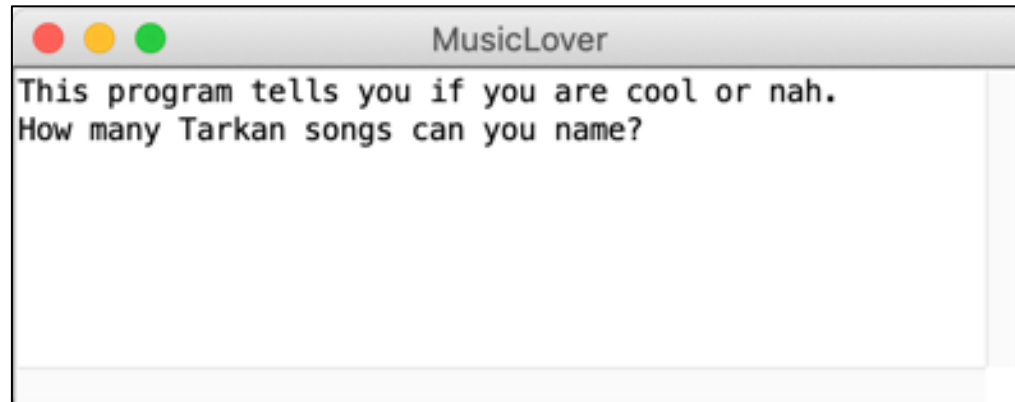 MusicLover
This program tells you if you are cool or nah.
How many Tarkan songs can you name?